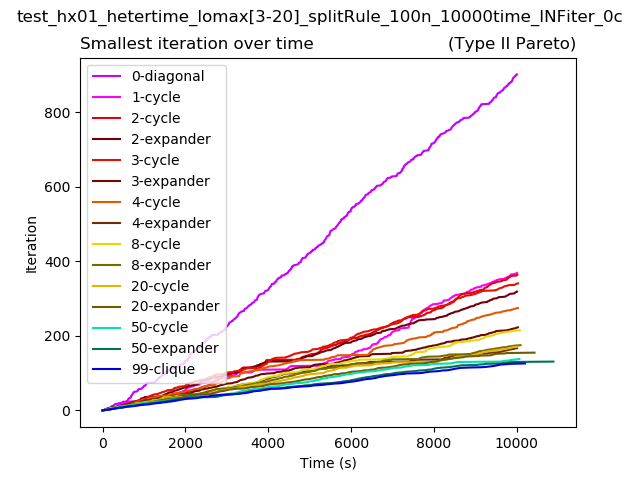 test_hx01_hetertime_lomax[3-20]_splitRule_100n_10000time_INFiter_0c
Smallest iteration over time (Type II Pareto)
0-diagonal
1-cycle
2-cycle
2-expander
3-cycle
3-expander
4-cycle
4-expander
8-cycle
8-expander
20-cycle
20-expander
50-cycle
50-expander
99-clique
Iteration
800
600
400
200
0
0 2000 4000 6000 8000 10000
Time (s)